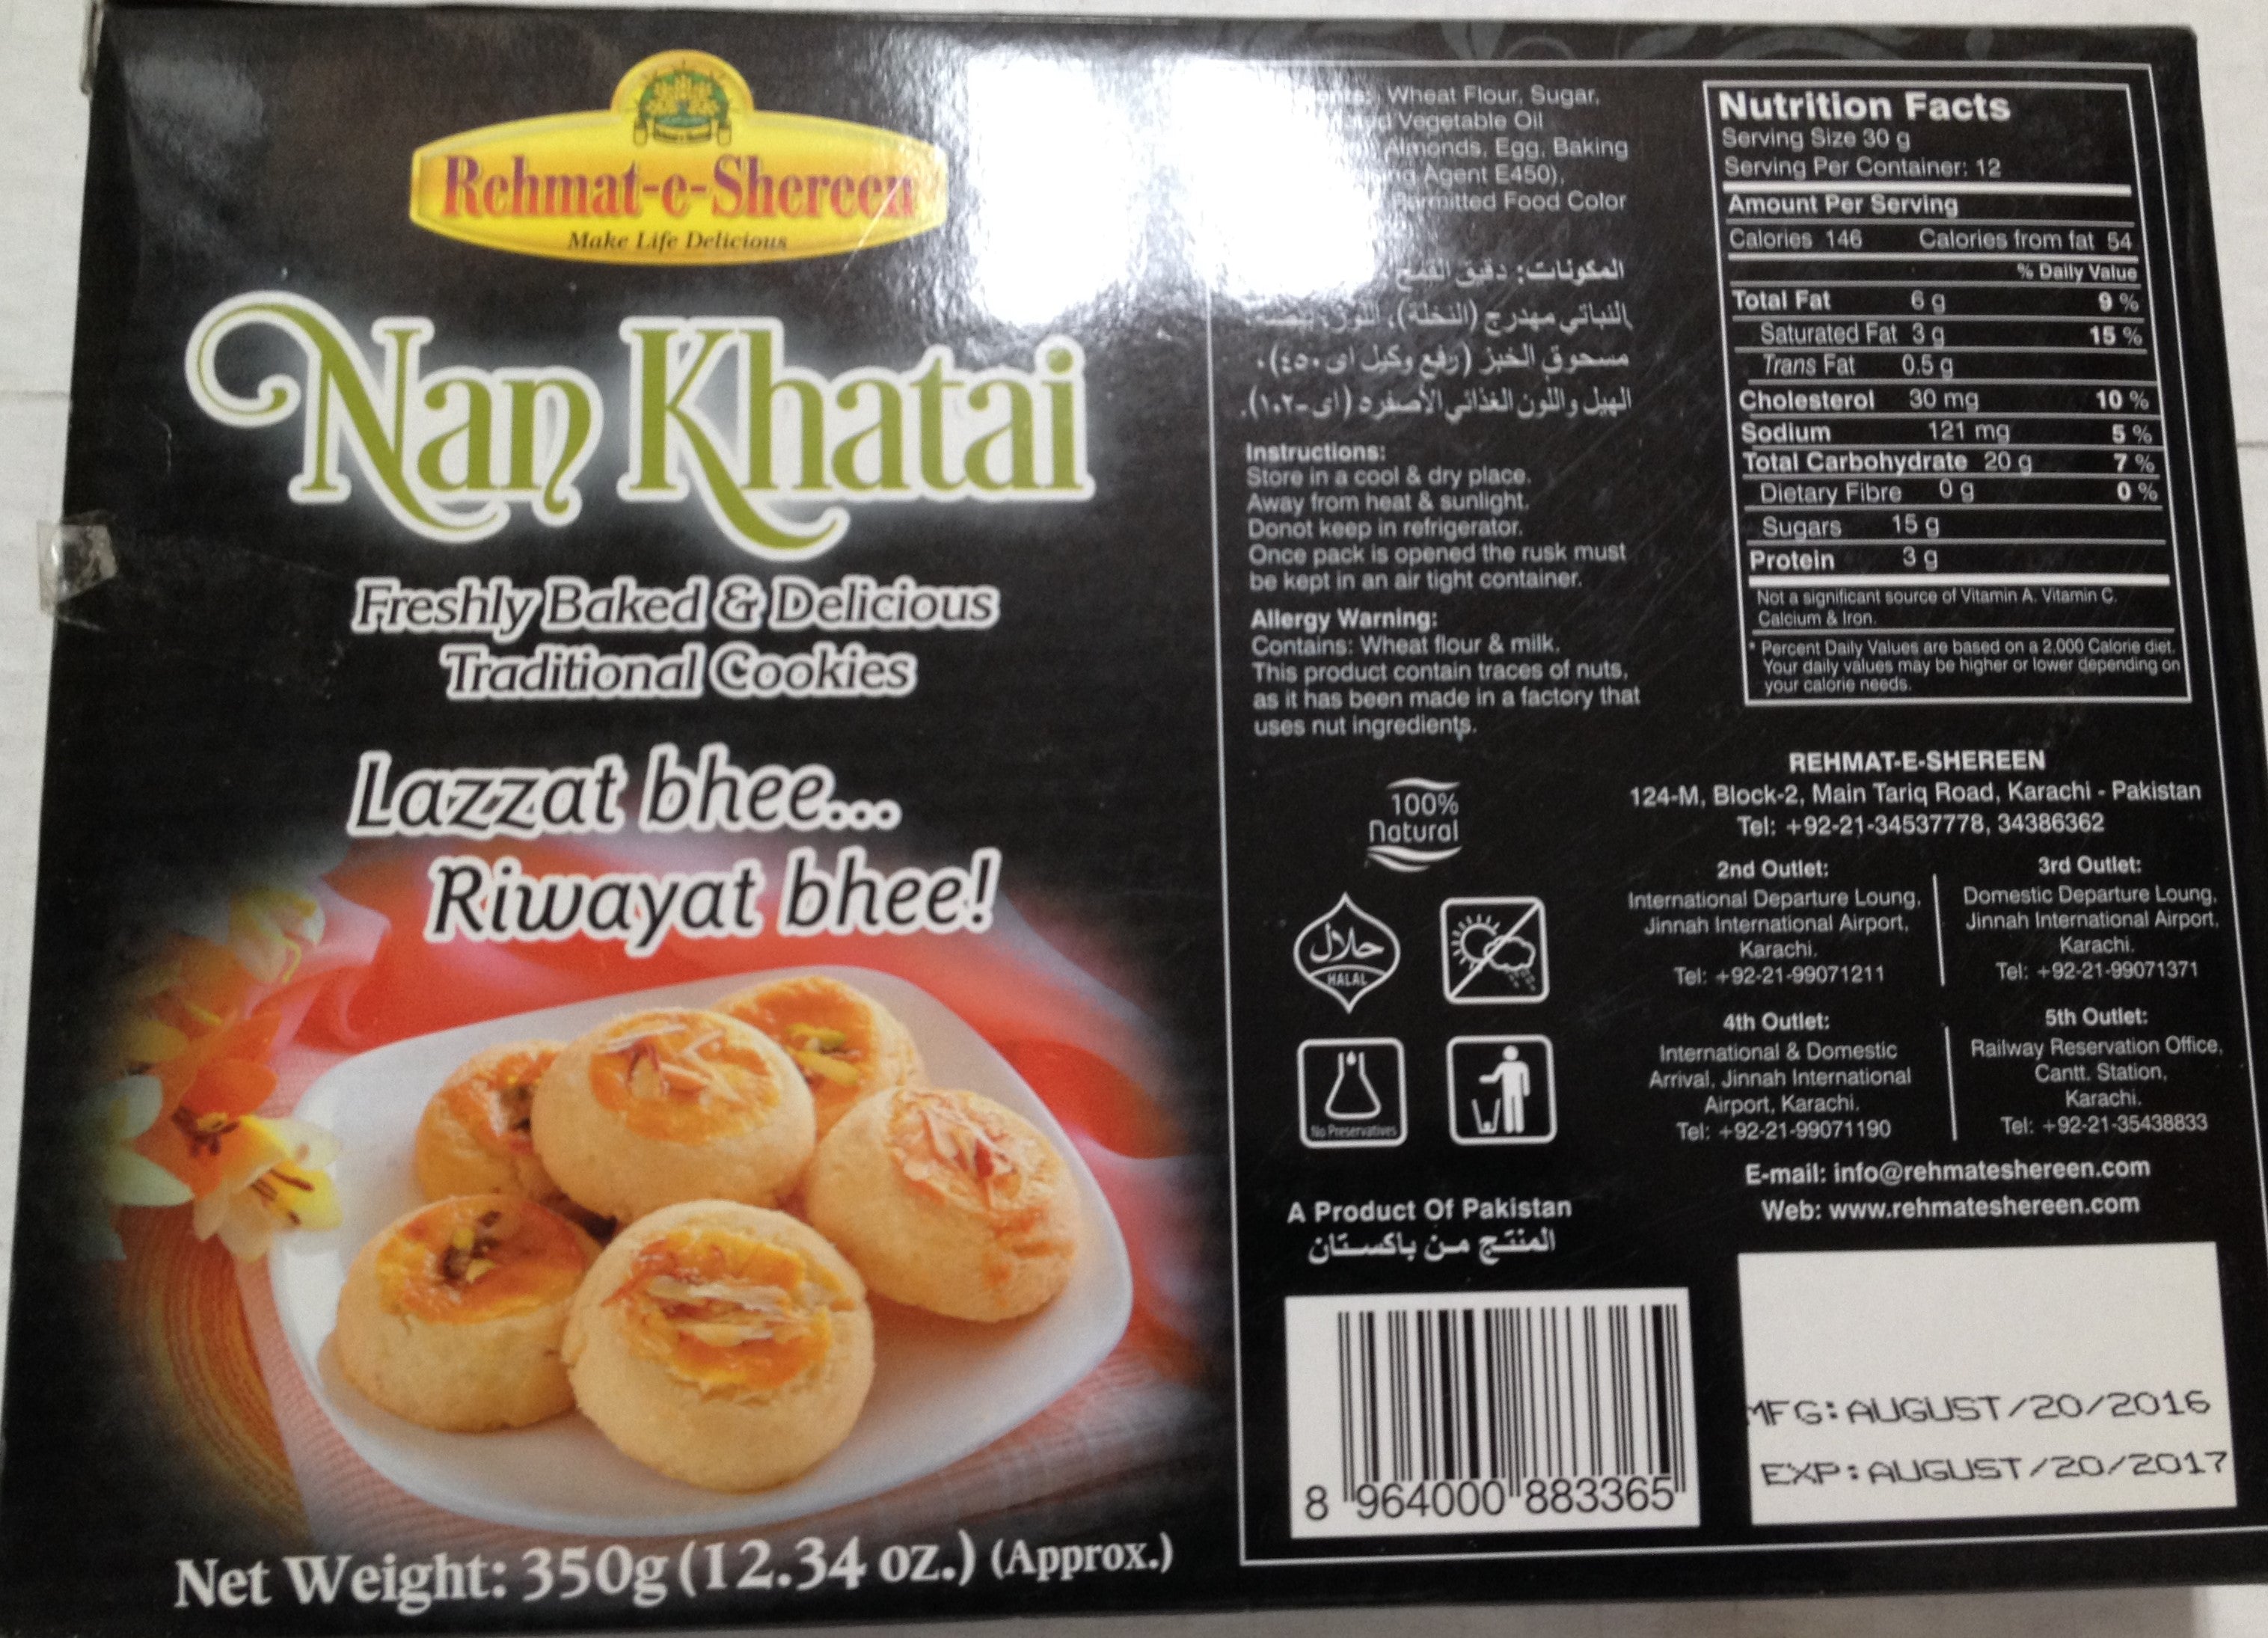 Rehmat-e-Shereen
Make Life Delicious
Nan Khatai
Freshly Baked & Delicious
Traditional Cookies
Lazzat bhee...
Riwayat bhee!
Net Weight: 350g (12.34 oz.) (Approx.)
Wheat Flour, Sugar,
Vegetable Oil
Almonds, Egg, Baking
Agent E450),
Permitted Food Color
المكونات: دقيق القمح
النباتي مهدرج (النخلة)، اللوز،
مسحوق الخبز (رفع وكيل اى ٤٥٠)،
الهيل واللون الغذائي الأصفره (اى-١٠٢).
Instructions:
Store in a cool & dry place.
Away from heat & sunlight.
Donot keep in refrigerator.
Once pack is opened the rusk must
be kept in an air tight container.
Allergy Warning:
Contains: Wheat flour & milk.
This product contain traces of nuts,
as it has been made in a factory that
uses nut ingredients.
100%
Natural
حلال
HALAL
No Preservatives
A Product Of Pakistan
المنتج من باكستان
8 964000 883365
Nutrition Facts
Serving Size 30 g
Serving Per Container: 12
Amount Per Serving
Calories 146 Calories from fat 54
% Daily Value
Total Fat 6 g 9 %
Saturated Fat 3 g 15 %
Trans Fat 0.5 g
Cholesterol 30 mg 10 %
Sodium 121 mg 5 %
Total Carbohydrate 20 g 7 %
Dietary Fibre 0 g 0 %
Sugars 15 g
Protein 3 g
Not a significant source of Vitamin A. Vitamin C.
Calcium & Iron.
* Percent Daily Values are based on a 2,000 Calorie diet.
Your daily values may be higher or lower depending on
your calorie needs.
REHMAT-E-SHEREEN
124-M, Block-2, Main Tariq Road, Karachi - Pakistan
Tel: +92-21-34537778, 34386362
2nd Outlet:
International Departure Loung,
Jinnah International Airport,
Karachi.
Tel: +92-21-99071211
3rd Outlet:
Domestic Departure Loung,
Jinnah International Airport,
Karachi.
Tel: +92-21-99071371
4th Outlet:
International & Domestic
Arrival, Jinnah International
Airport, Karachi.
Tel: +92-21-99071190
5th Outlet:
Railway Reservation Office,
Cantt. Station,
Karachi.
Tel: +92-21-35438833
E-mail: info@rehmateshereen.com
Web: www.rehmateshereen.com
MFG: AUGUST/20/2016
EXP: AUGUST/20/2017